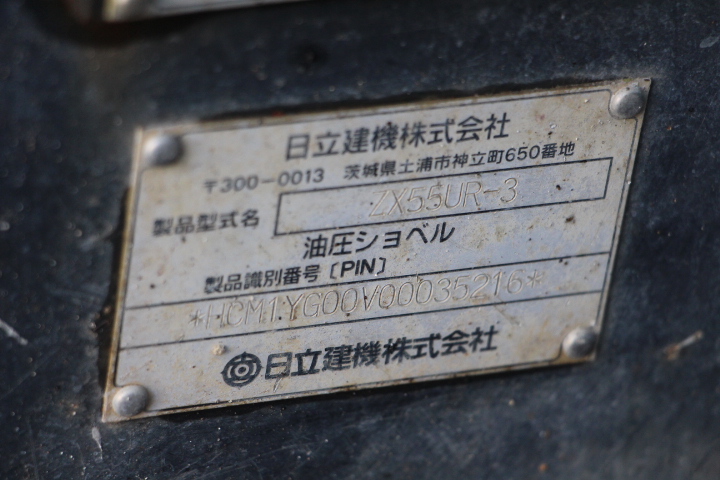 日立建機株式会社
〒300-0013 茨城県土浦市神立町650番地
製品型式名 ZX55UR-3
油圧ショベル
製品識別番号〔PIN〕
*HCM1YG00V00035216*
日立建機株式会社